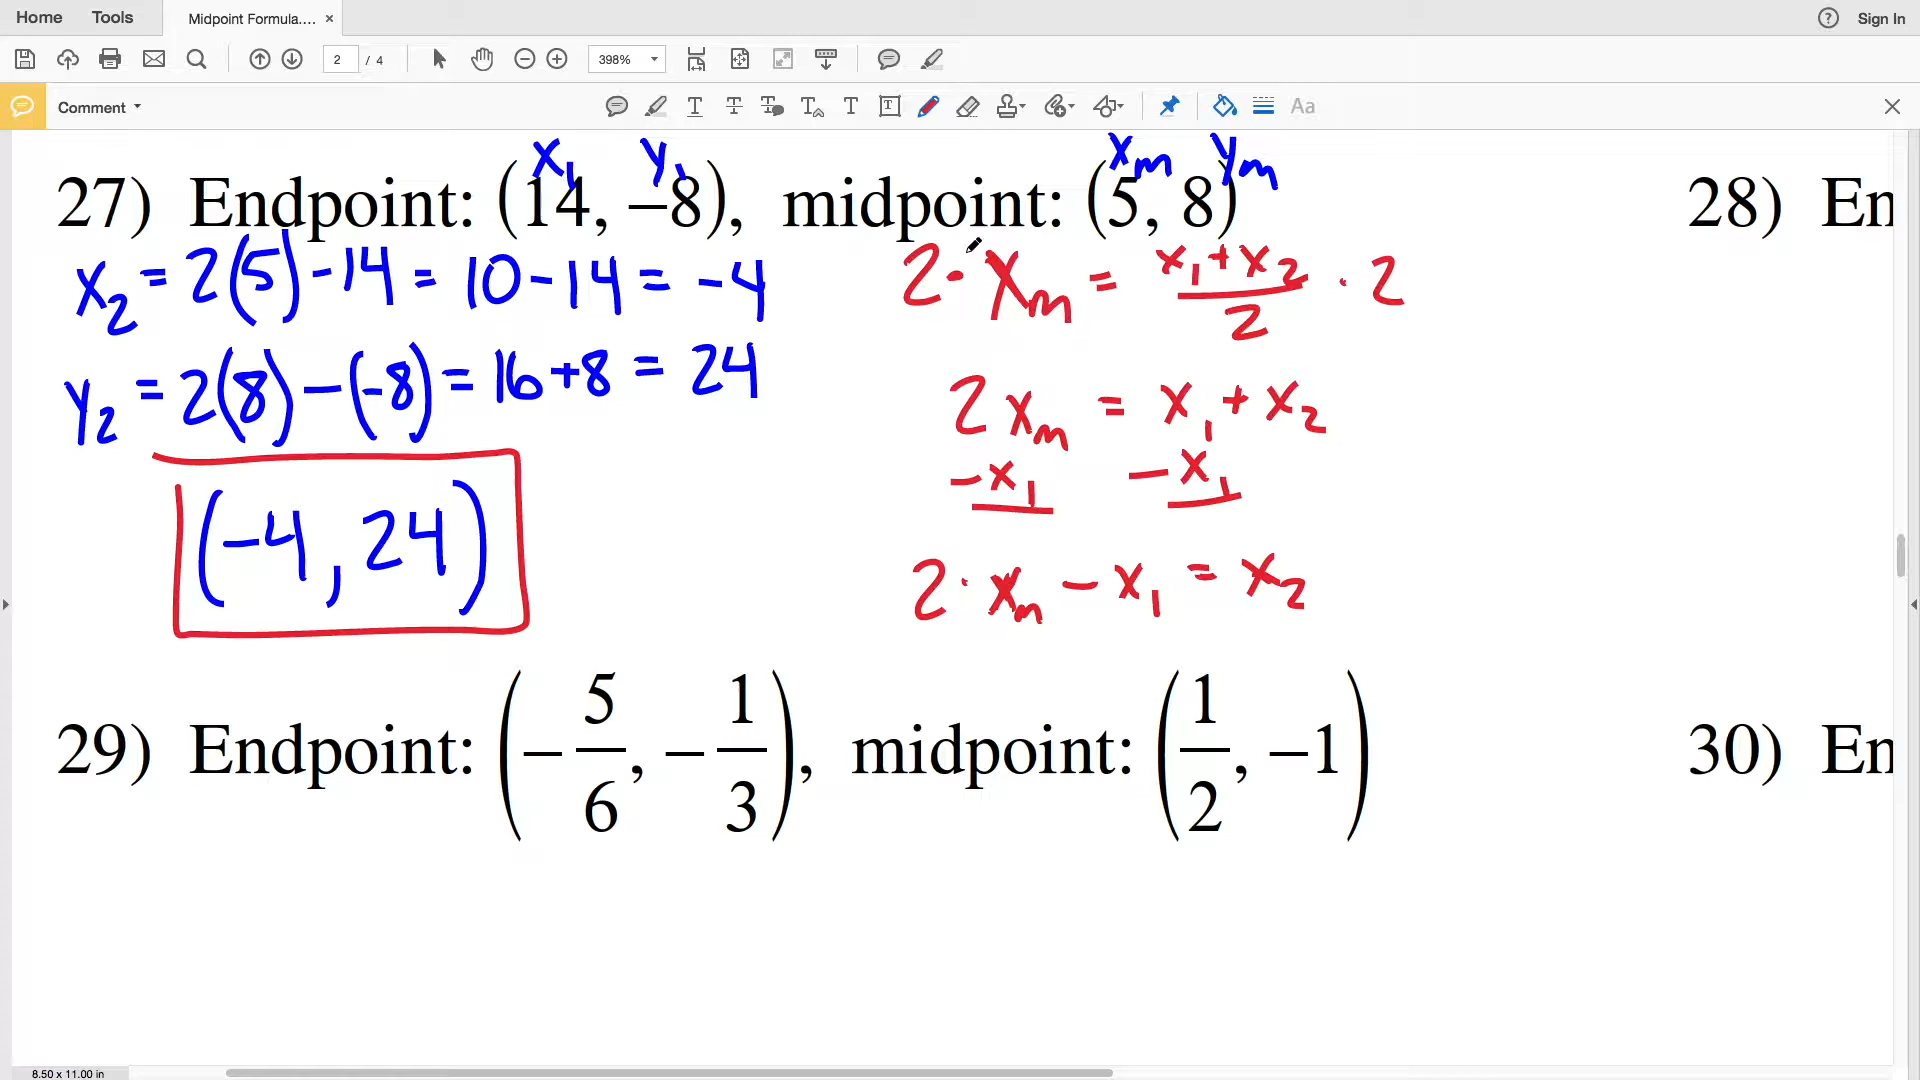 Home Tools Midpoint Formula.... × ? Sign In
2 / 4 398%
Comment T T T T T T Aa
x₁ y₁ xₘ yₘ
27) Endpoint: (14, −8), midpoint: (5, 8) 28) En
x₂ = 2(5) - 14 = 10 - 14 = -4
y₂ = 2(8) - (-8) = 16 + 8 = 24
(-4, 24)
2 · xₘ = (x₁ + x₂)/2 · 2
2xₘ = x₁ + x₂
-x₁ -x₁
2 · xₘ - x₁ = x₂
29) Endpoint: (−5/6, −1/3), midpoint: (1/2, −1) 30) En
8.50 x 11.00 in